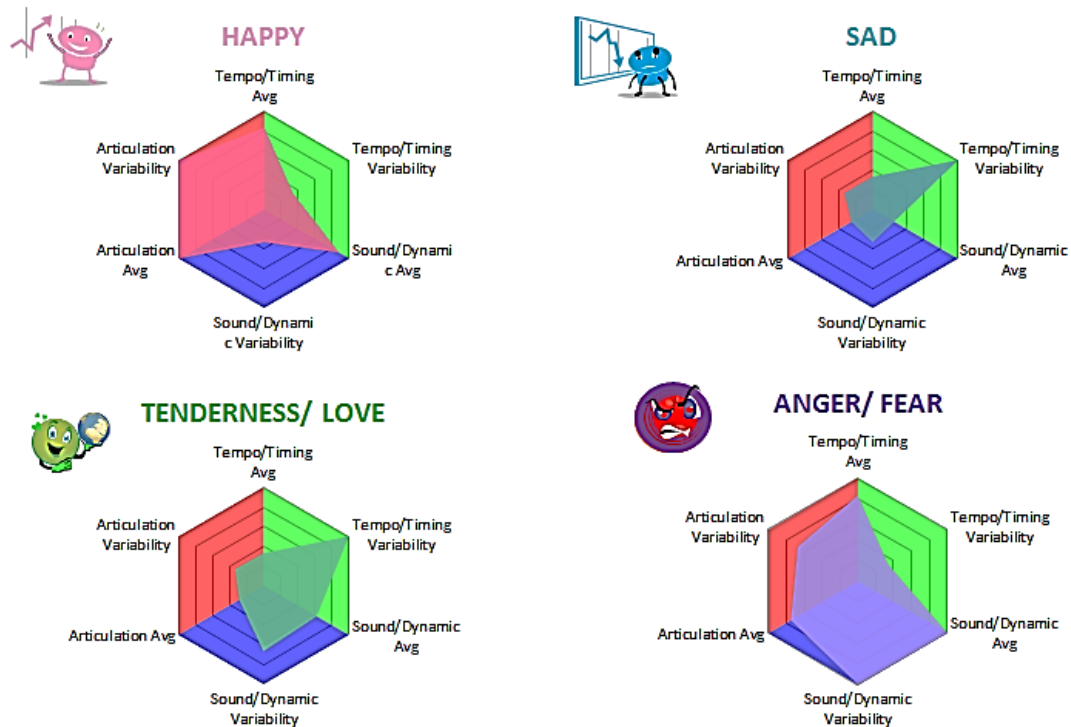 HAPPY
Tempo/Timing
Avg
Articulation
Variability
Tempo/Timing
Variability
Articulation
Avg
Sound/Dynami
c Avg
Sound/Dynami
c Variability
SAD
Tempo/Timing
Avg
Articulation
Variability
Tempo/Timing
Variability
Articulation Avg
Sound/Dynamic
Avg
Sound/Dynamic
Variability
TENDERNESS/ LOVE
Tempo/Timing
Avg
Articulation
Variability
Tempo/Timing
Variability
Articulation Avg
Sound/Dynamic
Avg
Sound/Dynamic
Variability
ANGER/ FEAR
Tempo/Timing
Avg
Articulation
Variability
Tempo/Timing
Variability
Articulation Avg
Sound/Dynamic
Avg
Sound/Dynamic
Variability